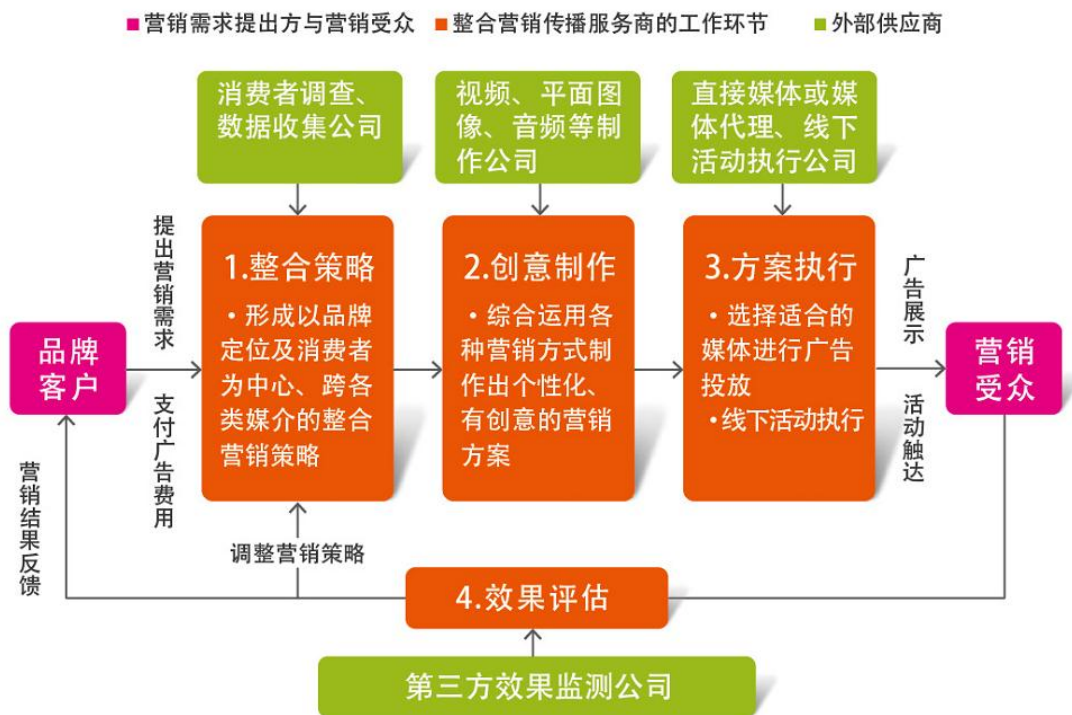 营销需求提出方与营销受众 整合营销传播服务商的工作环节 外部供应商
消费者调查、
数据收集公司
视频、平面图
像、音频等制
作公司
直接媒体或媒
体代理、线下
活动执行公司
品牌
客户
提出营销需求
支付广告费用
1.整合策略
·形成以品牌
定位及消费者
为中心、跨各
类媒介的整合
营销策略
2.创意制作
·综合运用各
种营销方式制
作出个性化、
有创意的营销
方案
3.方案执行
·选择适合的
媒体进行广告
投放
·线下活动执行
广告展示
活动触达
营销
受众
营销结果反馈
调整营销策略
4.效果评估
第三方效果监测公司